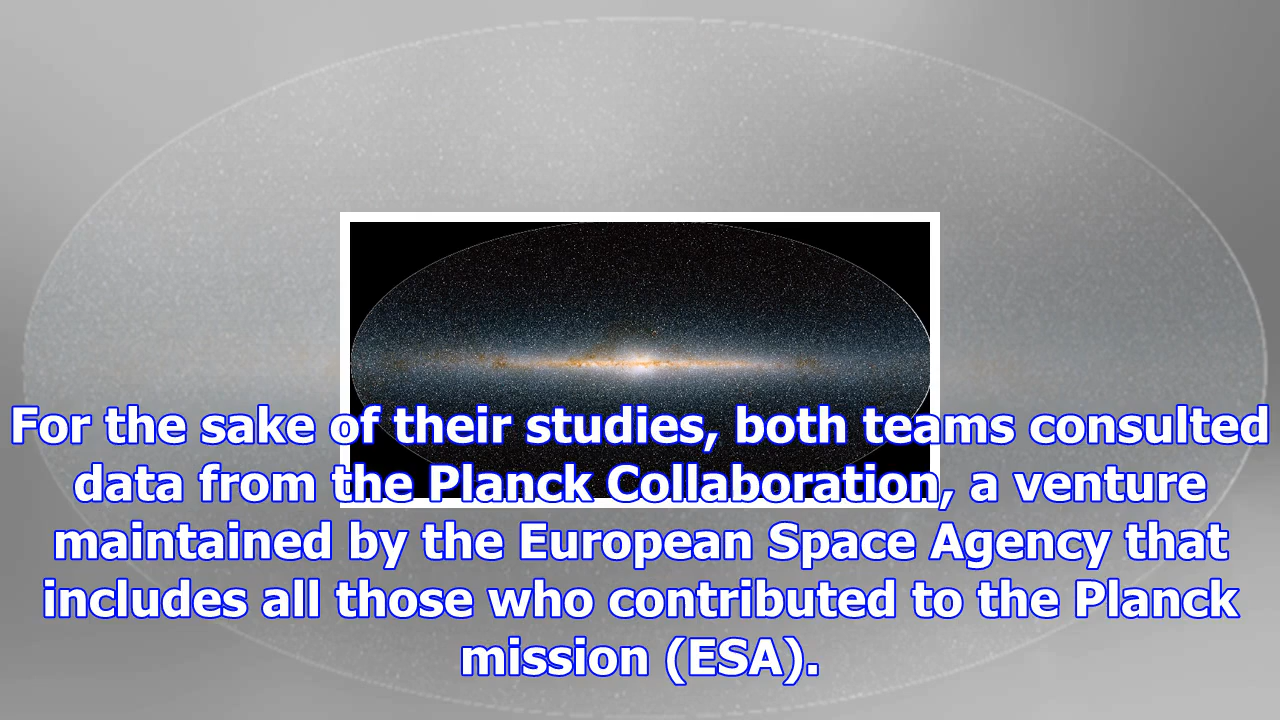 For the sake of their studies, both teams consulted
data from the Planck Collaboration, a venture
maintained by the European Space Agency that
includes all those who contributed to the Planck
mission (ESA).